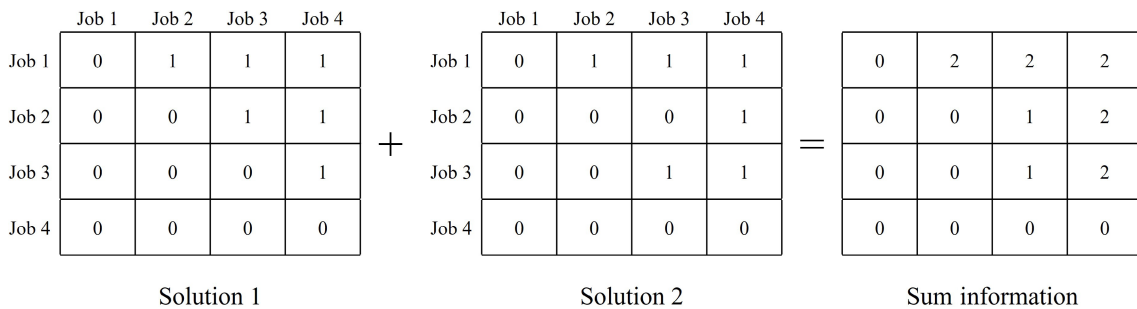 Job 1 Job 2 Job 3 Job 4 Job 1 Job 2 Job 3 Job 4
Job 1 0 1 1 1 Job 1 0 1 1 1 0 2 2 2
Job 2 0 0 1 1 Job 2 0 0 0 1 0 0 1 2
+ =
Job 3 0 0 0 1 Job 3 0 0 1 1 0 0 1 2
Job 4 0 0 0 0 Job 4 0 0 0 0 0 0 0 0
Solution 1 Solution 2 Sum information